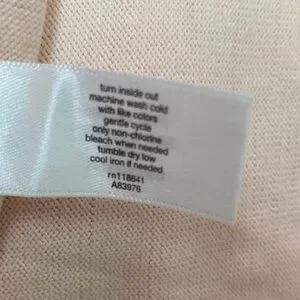 turn inside out
machine wash cold
with like colors
gentle cycle
only non-chlorine
bleach when needed
tumble dry low
cool iron if needed
rn118641
A83976